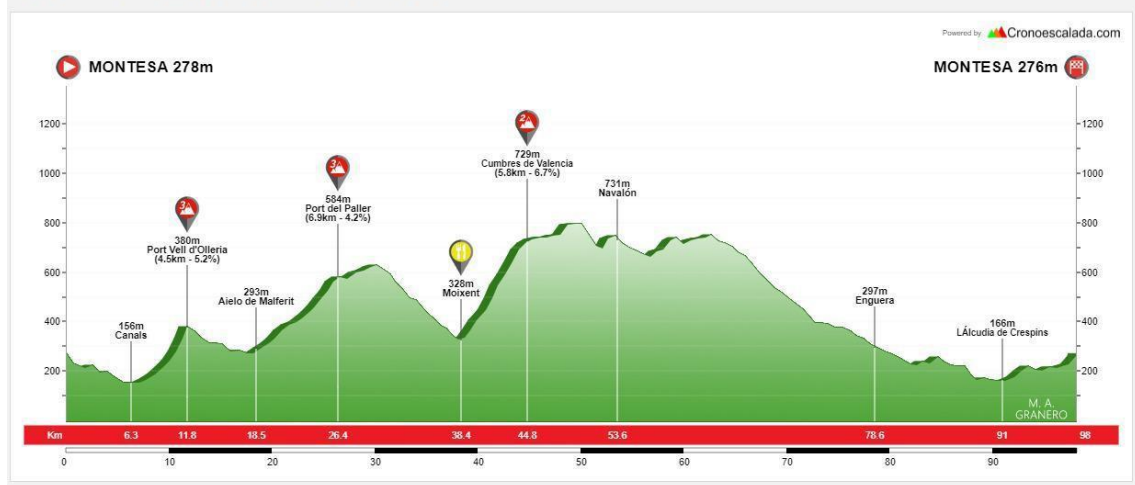 Powered by Cronoescalada.com
MONTESA 278m
MONTESA 276m
1200
1000
800
600
400
200
1200
1000
800
600
400
200
156m
Canals
3ª
380m
Port Vell d'Olleria
(4.5km - 5.2%)
293m
Aielo de Malferit
3ª
584m
Port del Paller
(6.9km - 4.2%)
328m
Moixent
2ª
729m
Cumbres de Valencia
(5.8km - 6.7%)
731m
Navalón
297m
Enguera
166m
LÁlcudia de Crespins
M. A.
GRANERO
Km 6.3 11.8 18.5 26.4 38.4 44.8 53.6 78.6 91 98
0 10 20 30 40 50 60 70 80 90